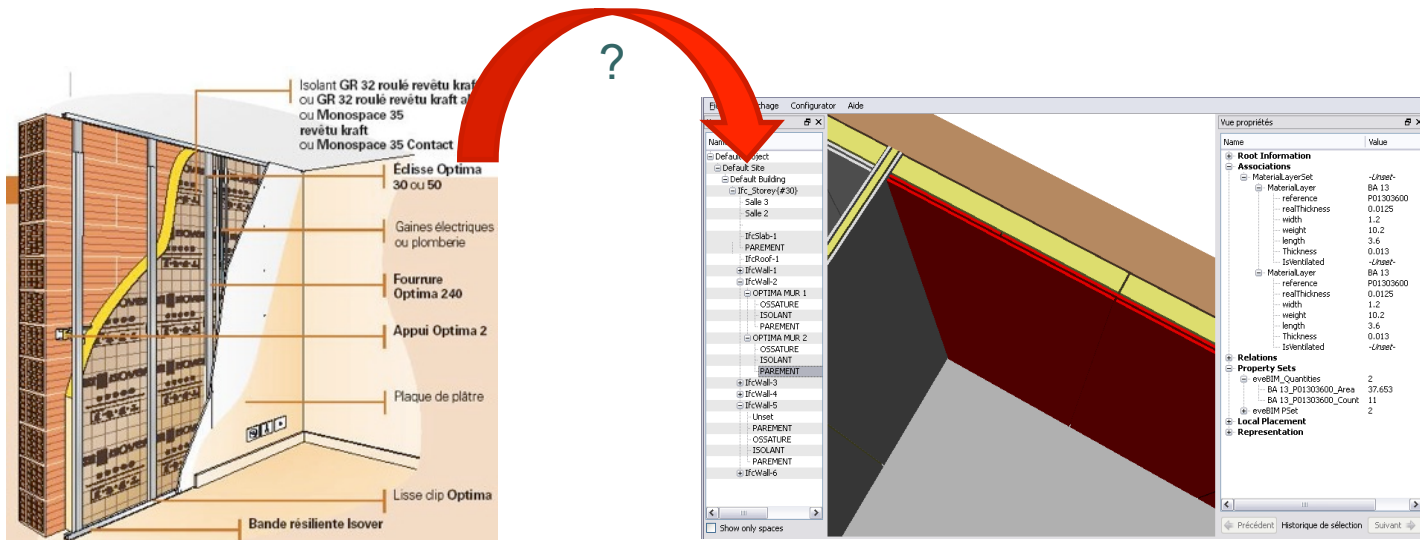 ?
Isolant GR 32 roulé revêtu
ou GR 32 roulé revêtu kraft
ou Monospace 35
revêtu kraft
ou Monospace 35 Contact
Éclisse Optima
30 ou 50
Gaines électriques
ou plomberie
Fourrure
Optima 240
Appui Optima 2
Plaque de plâtre
Lisse clip Optima
Bande résiliente Isover
Configurator Aide
Default Site
Default Building
Ifc_Storey{#30}
Salle 3
Salle 2
IfcSlab-1
PAREMENT
IfcRoof-1
IfcWall-1
IfcWall-2
OPTIMA MUR 1
OSSATURE
ISOLANT
PAREMENT
OPTIMA MUR 2
OSSATURE
ISOLANT
PAREMENT
IfcWall-3
IfcWall-4
IfcWall-5
Unset
PAREMENT
OSSATURE
ISOLANT
PAREMENT
IfcWall-6
Show only spaces
Vue propriétés
Name Value
Root Information
Associations
MaterialLayerSet -Unset-
MaterialLayer BA 13
reference P01303600
realThickness 0.0125
width 1.2
weight 10.2
length 3.6
Thickness 0.013
IsVentilated -Unset-
MaterialLayer BA 13
reference P01303600
realThickness 0.0125
width 1.2
weight 10.2
length 3.6
Thickness 0.013
IsVentilated -Unset-
Relations
Property Sets
eveBIM_Quantities 2
BA 13_P01303600_Area 37.653
BA 13_P01303600_Count 11
eveBIM PSet 2
Local Placement
Representation
Précédent Historique de sélection Suivant